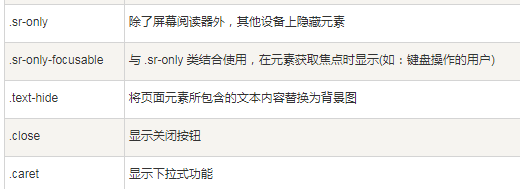 .sr-only 除了屏幕阅读器外，其他设备上隐藏元素
.sr-only-focusable 与 .sr-only 类结合使用，在元素获取焦点时显示(如：键盘操作的用户)
.text-hide 将页面元素所包含的文本内容替换为背景图
.close 显示关闭按钮
.caret 显示下拉式功能